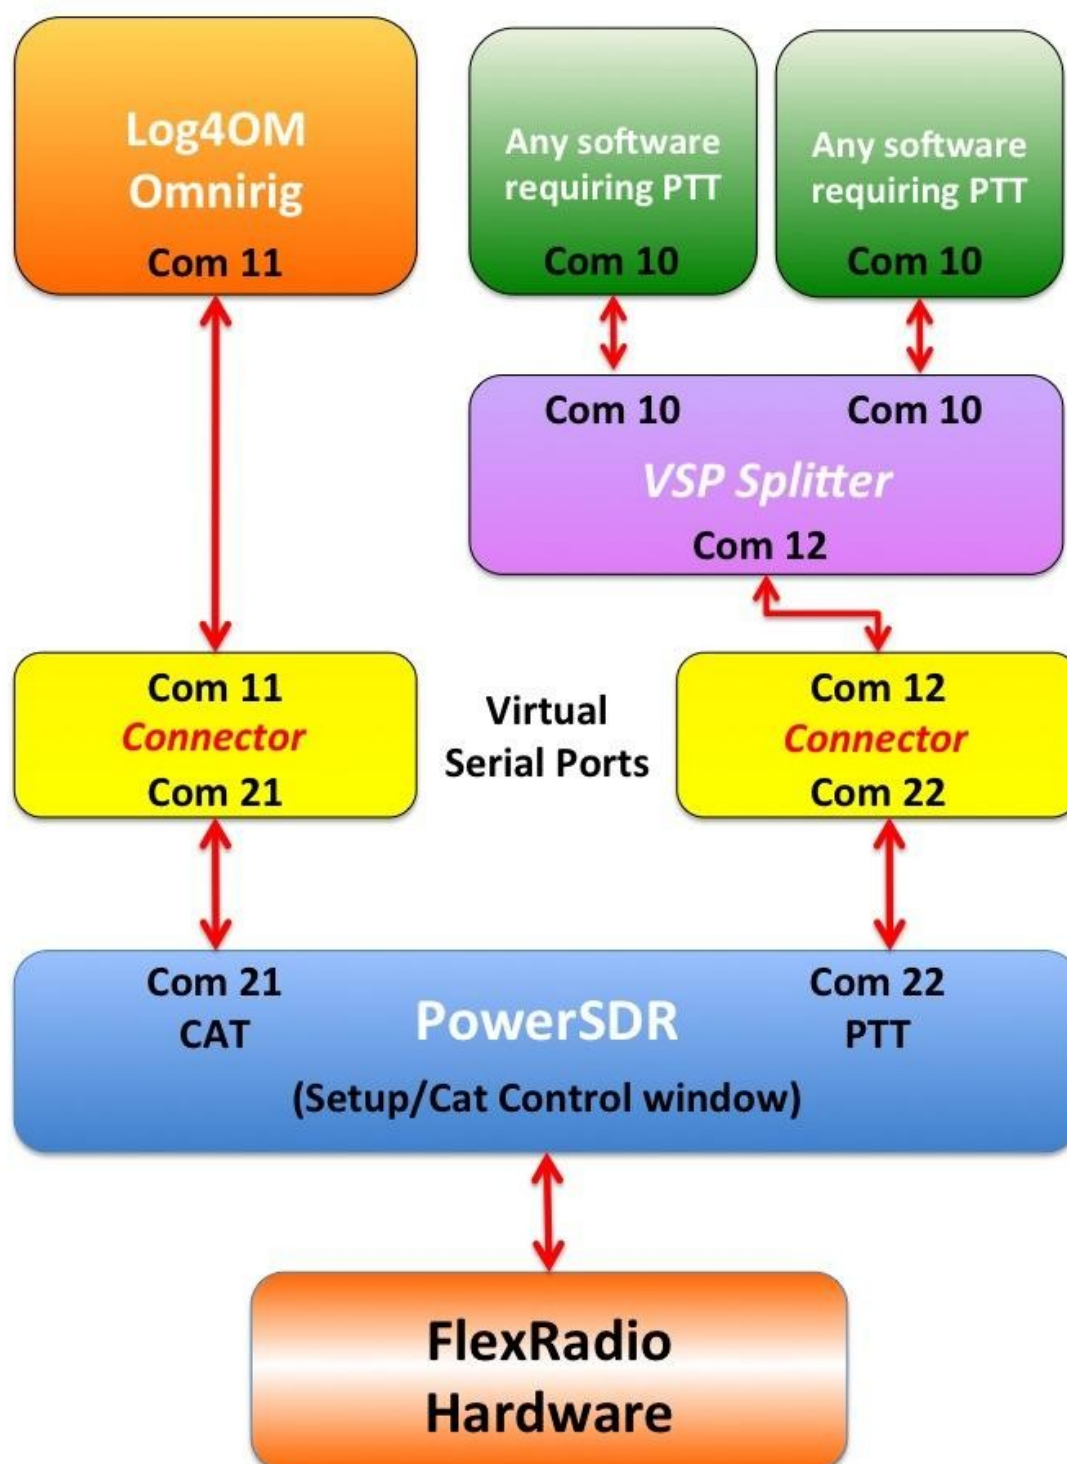 Log4OM
Omnirig
Com 11
Any software
requiring PTT
Com 10
Any software
requiring PTT
Com 10
Com 10
Com 10
VSP Splitter
Com 12
Com 11
Connector
Com 21
Virtual
Serial Ports
Com 12
Connector
Com 22
Com 21
CAT
PowerSDR
Com 22
PTT
(Setup/Cat Control window)
FlexRadio
Hardware